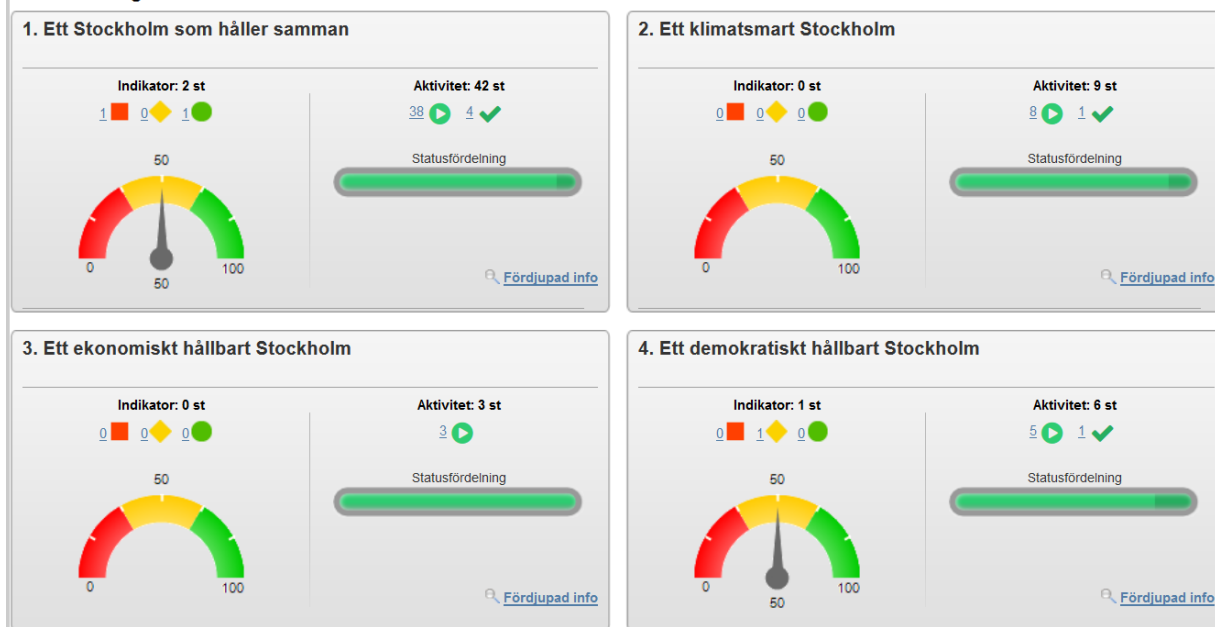 1. Ett Stockholm som håller samman
Indikator: 2 st
1 0 1
50
0 100
50
Aktivitet: 42 st
38 4
Statusfördelning
Fördjupad info
2. Ett klimatsmart Stockholm
Indikator: 0 st
0 0 0
50
0 100
Aktivitet: 9 st
8 1
Statusfördelning
Fördjupad info
3. Ett ekonomiskt hållbart Stockholm
Indikator: 0 st
0 0 0
50
0 100
Aktivitet: 3 st
3
Statusfördelning
Fördjupad info
4. Ett demokratiskt hållbart Stockholm
Indikator: 1 st
0 1 0
50
0 100
50
Aktivitet: 6 st
5 1
Statusfördelning
Fördjupad info